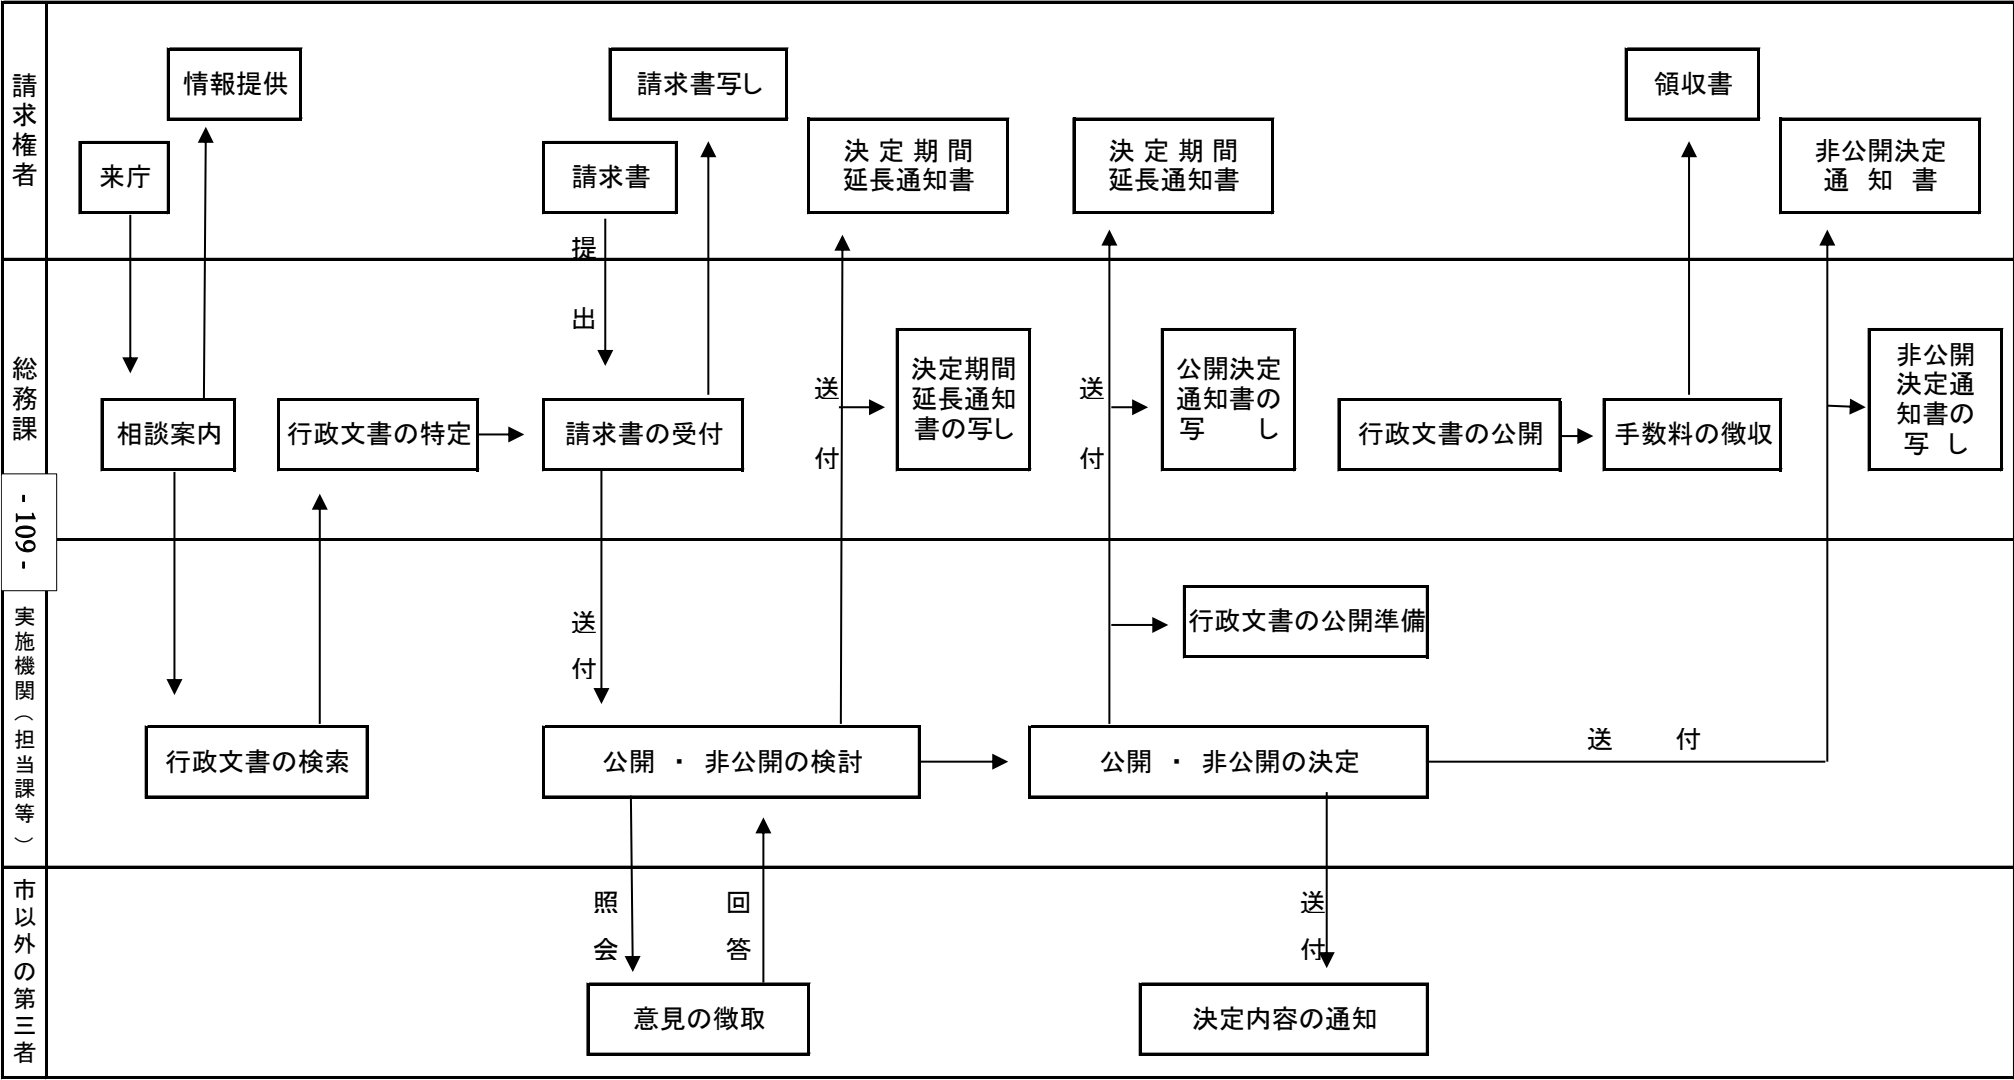 請求権者
情報提供
請求書写し
領収書
来庁
請求書
決定期間
延長通知書
決定期間
延長通知書
非公開決定
通知書
提出
総務課
相談案内
行政文書の特定
請求書の受付
送付
決定期間
延長通知
書の写し
送付
公開決定
通知書の
写し
行政文書の公開
手数料の徴収
非公開
決定通
知書の
写し
- 109 -
実施機関（担当課等）
送付
行政文書の公開準備
行政文書の検索
公開 ・ 非公開の検討
公開 ・ 非公開の決定
送付
市以外の第三者
照会
回答
送付
意見の徴取
決定内容の通知